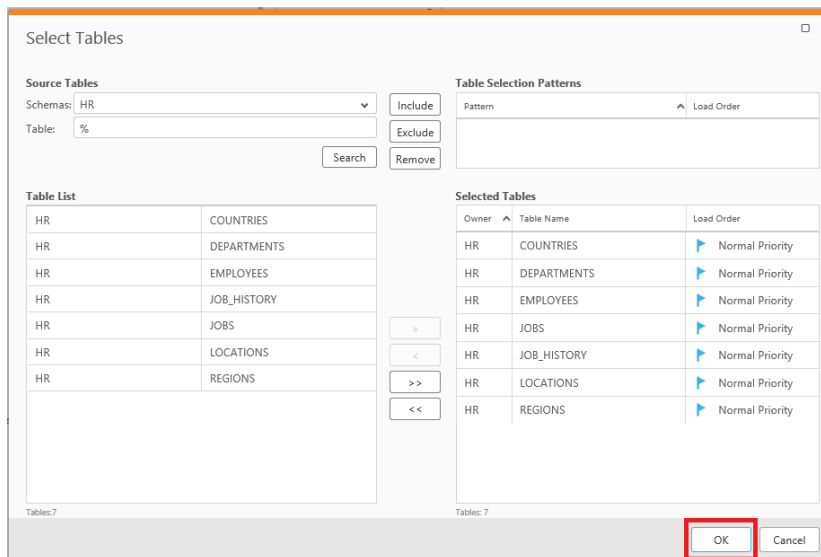 Select Tables
Source Tables
Schemas: HR
Table: %
Search
Include
Exclude
Remove
Table Selection Patterns
Pattern Load Order
Table List
HR COUNTRIES
HR DEPARTMENTS
HR EMPLOYEES
HR JOB_HISTORY
HR JOBS
HR LOCATIONS
HR REGIONS
Tables:7
>
<
>>
<<
Selected Tables
Owner Table Name Load Order
HR COUNTRIES Normal Priority
HR DEPARTMENTS Normal Priority
HR EMPLOYEES Normal Priority
HR JOBS Normal Priority
HR JOB_HISTORY Normal Priority
HR LOCATIONS Normal Priority
HR REGIONS Normal Priority
Tables: 7
OK Cancel